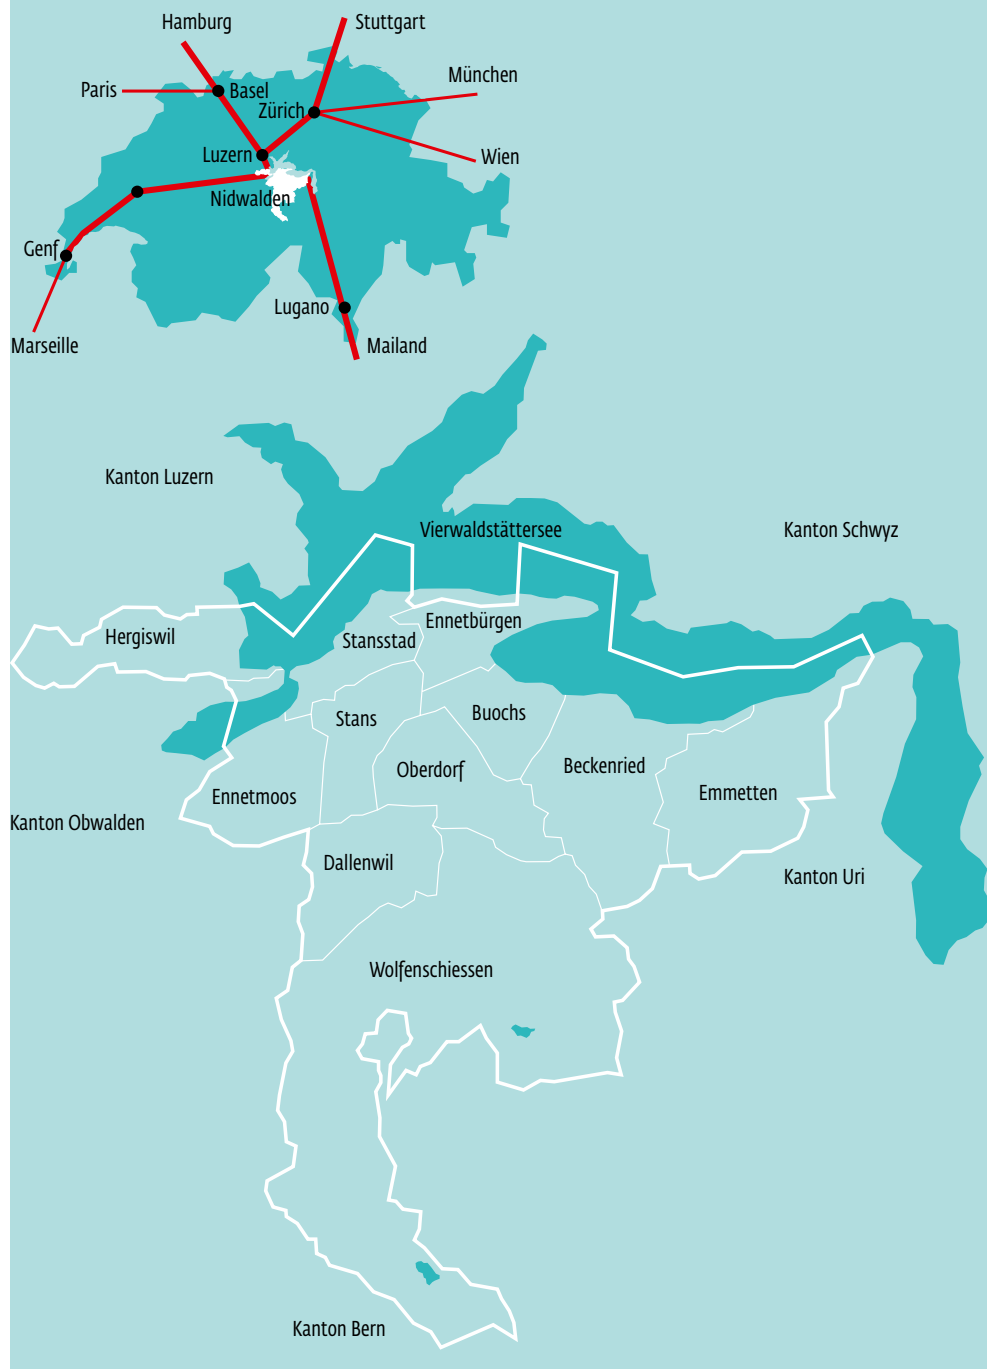 Hamburg
Stuttgart
München
Paris
Basel
Zürich
Luzern
Wien
Nidwalden
Genf
Lugano
Marseille
Mailand
Kanton Luzern
Vierwaldstättersee
Kanton Schwyz
Ennetbürgen
Hergiswil
Stansstad
Stans
Buochs
Beckenried
Oberdorf
Emmetten
Ennetmoos
Kanton Obwalden
Dallenwil
Kanton Uri
Wolfenschiessen
Kanton Bern